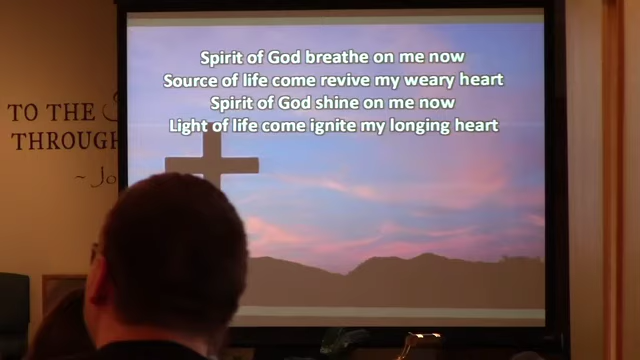 Spirit of God breathe on me now
Source of life come revive my weary heart
Spirit of God shine on me now
Light of life come ignite my longing heart
TO THE
THROUGH
~ Jo